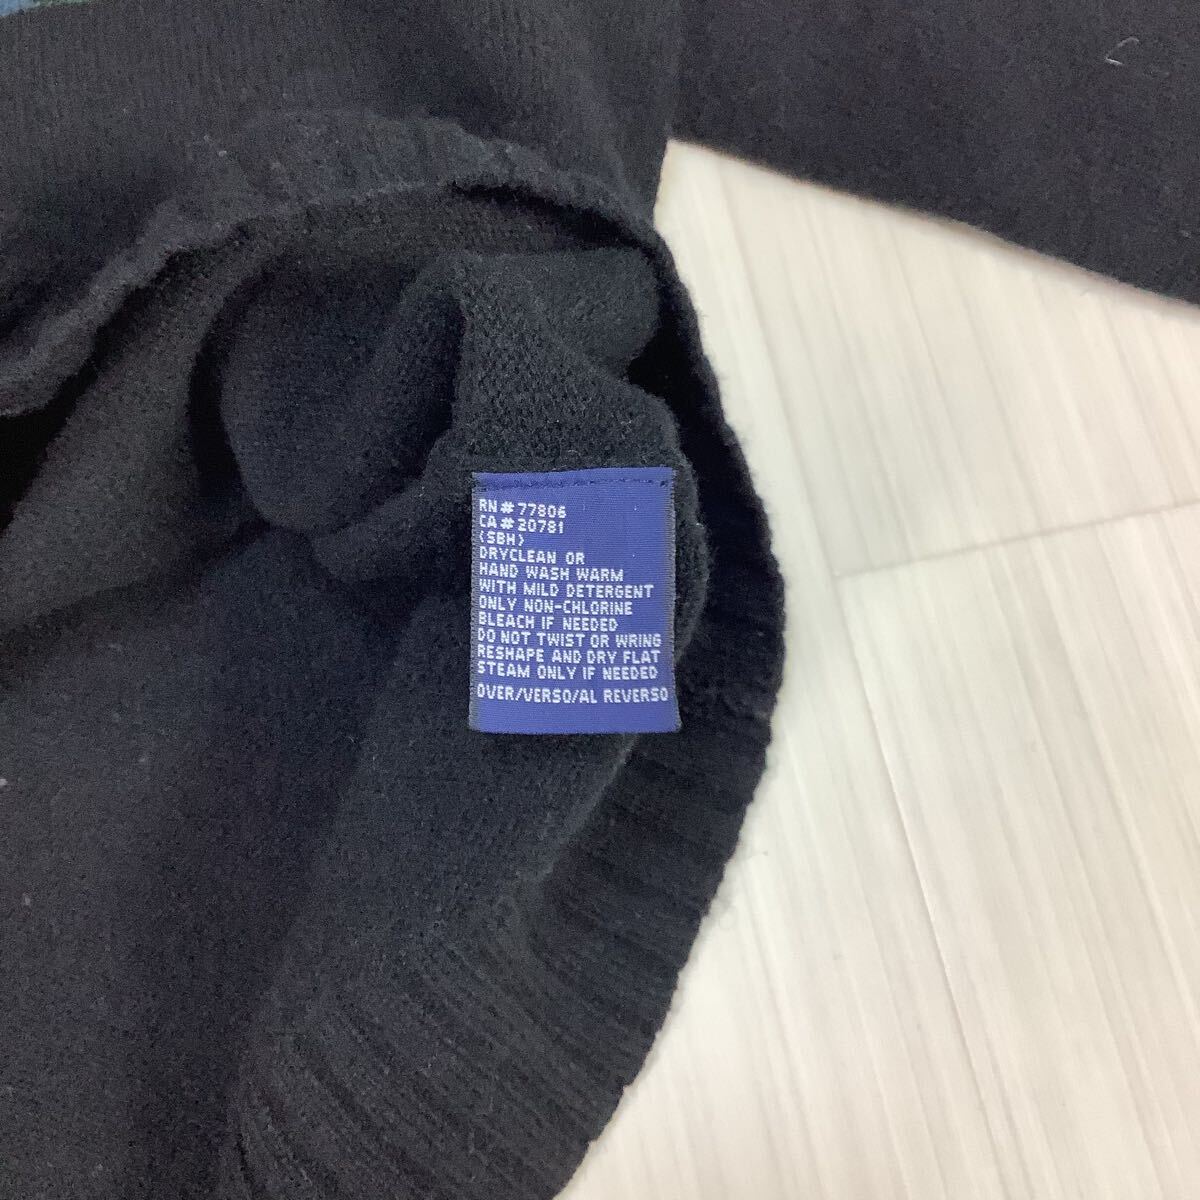 RN # 77806
CA # 20781
(SBH)
DRYCLEAN OR
HAND WASH WARM
WITH MILD DETERGENT
ONLY NON-CHLORINE
BLEACH IF NEEDED
DO NOT TWIST OR WRING
RESHAPE AND DRY FLAT
STEAM ONLY IF NEEDED
OVER/VERSO/AL REVERSO